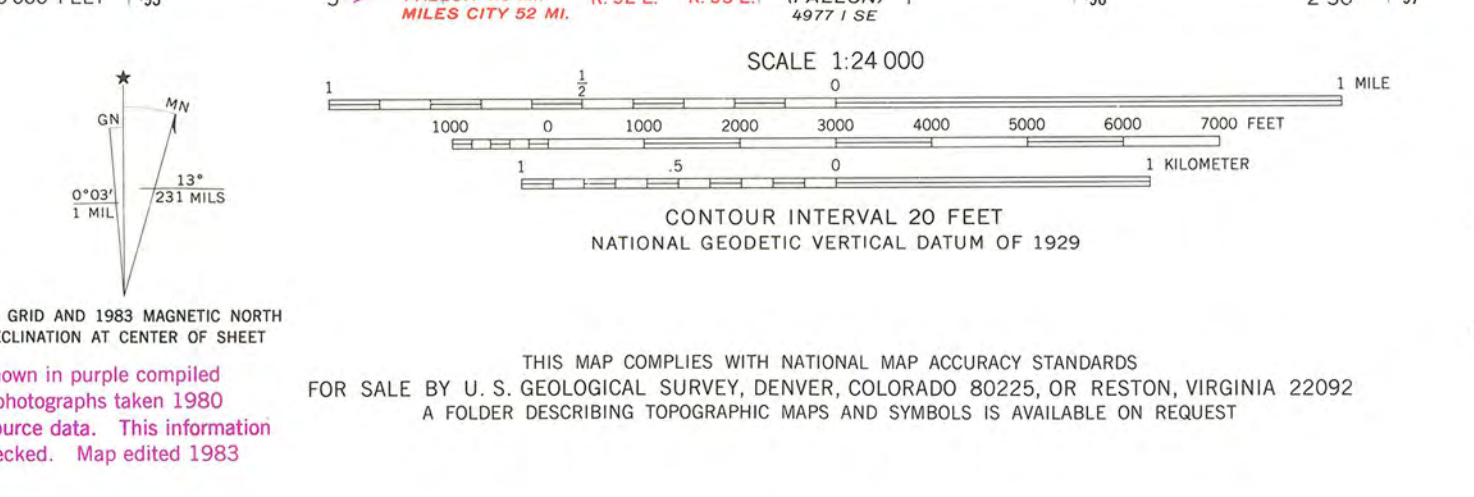 FEET
MILES CITY 52 MI.
4977 I SE
SCALE 1:24 000
1 1/2 0 1 MILE
1000 0 1000 2000 3000 4000 5000 6000 7000 FEET
1 .5 0 1 KILOMETER
CONTOUR INTERVAL 20 FEET
NATIONAL GEODETIC VERTICAL DATUM OF 1929
★
MN
GN
13°
231 MILS
0°03'
1 MIL
GRID AND 1983 MAGNETIC NORTH
ECLINATION AT CENTER OF SHEET
own in purple compiled
photographs taken 1980
ource data. This information
ecked. Map edited 1983
THIS MAP COMPLIES WITH NATIONAL MAP ACCURACY STANDARDS
FOR SALE BY U. S. GEOLOGICAL SURVEY, DENVER, COLORADO 80225, OR RESTON, VIRGINIA 22092
A FOLDER DESCRIBING TOPOGRAPHIC MAPS AND SYMBOLS IS AVAILABLE ON REQUEST